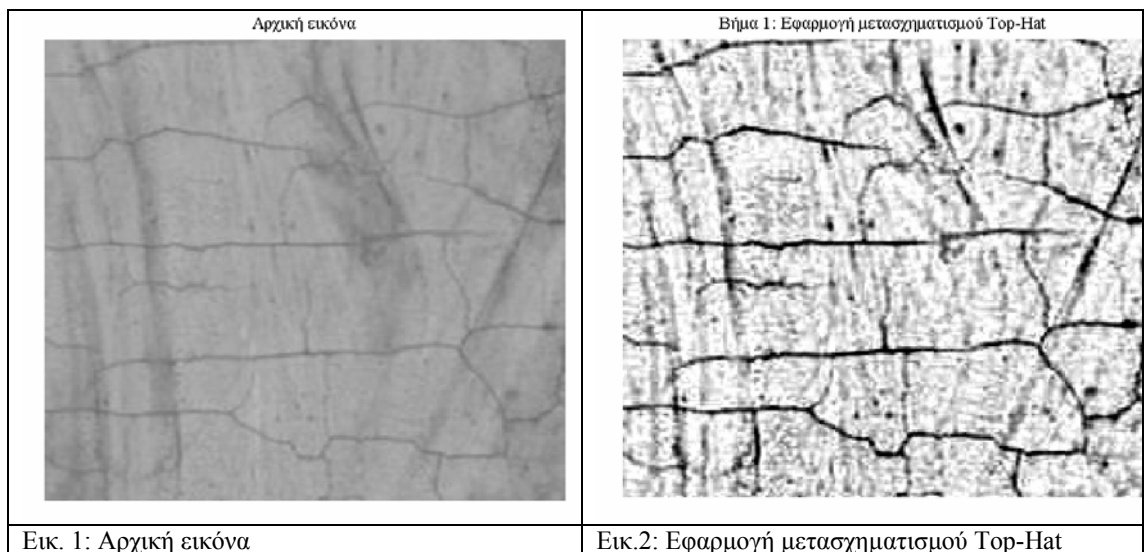 Αρχική εικόνα
Βήμα 1: Εφαρμογή μετασχηματισμού Top-Hat
Εικ. 1: Αρχική εικόνα
Εικ.2: Εφαρμογή μετασχηματισμού Top-Hat